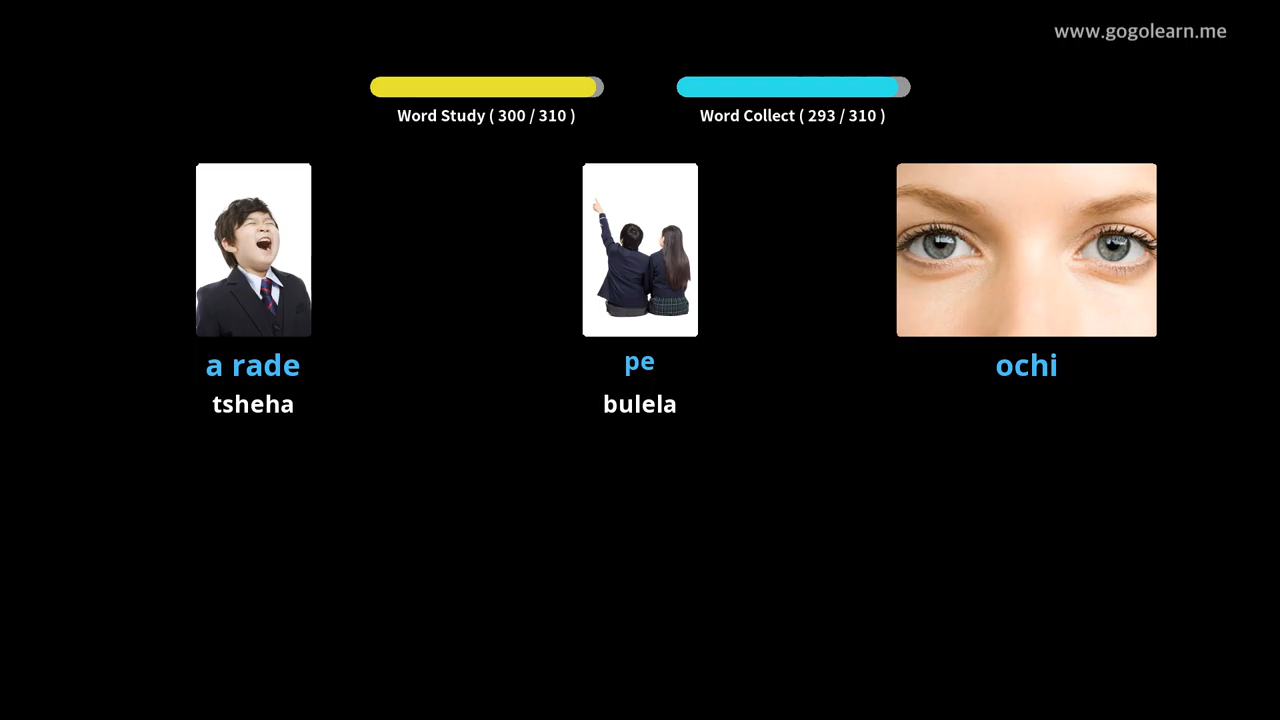 www.gogolearn.me
Word Study ( 300 / 310 )
Word Collect ( 293 / 310 )
a rade
tsheha
pe
bulela
ochi